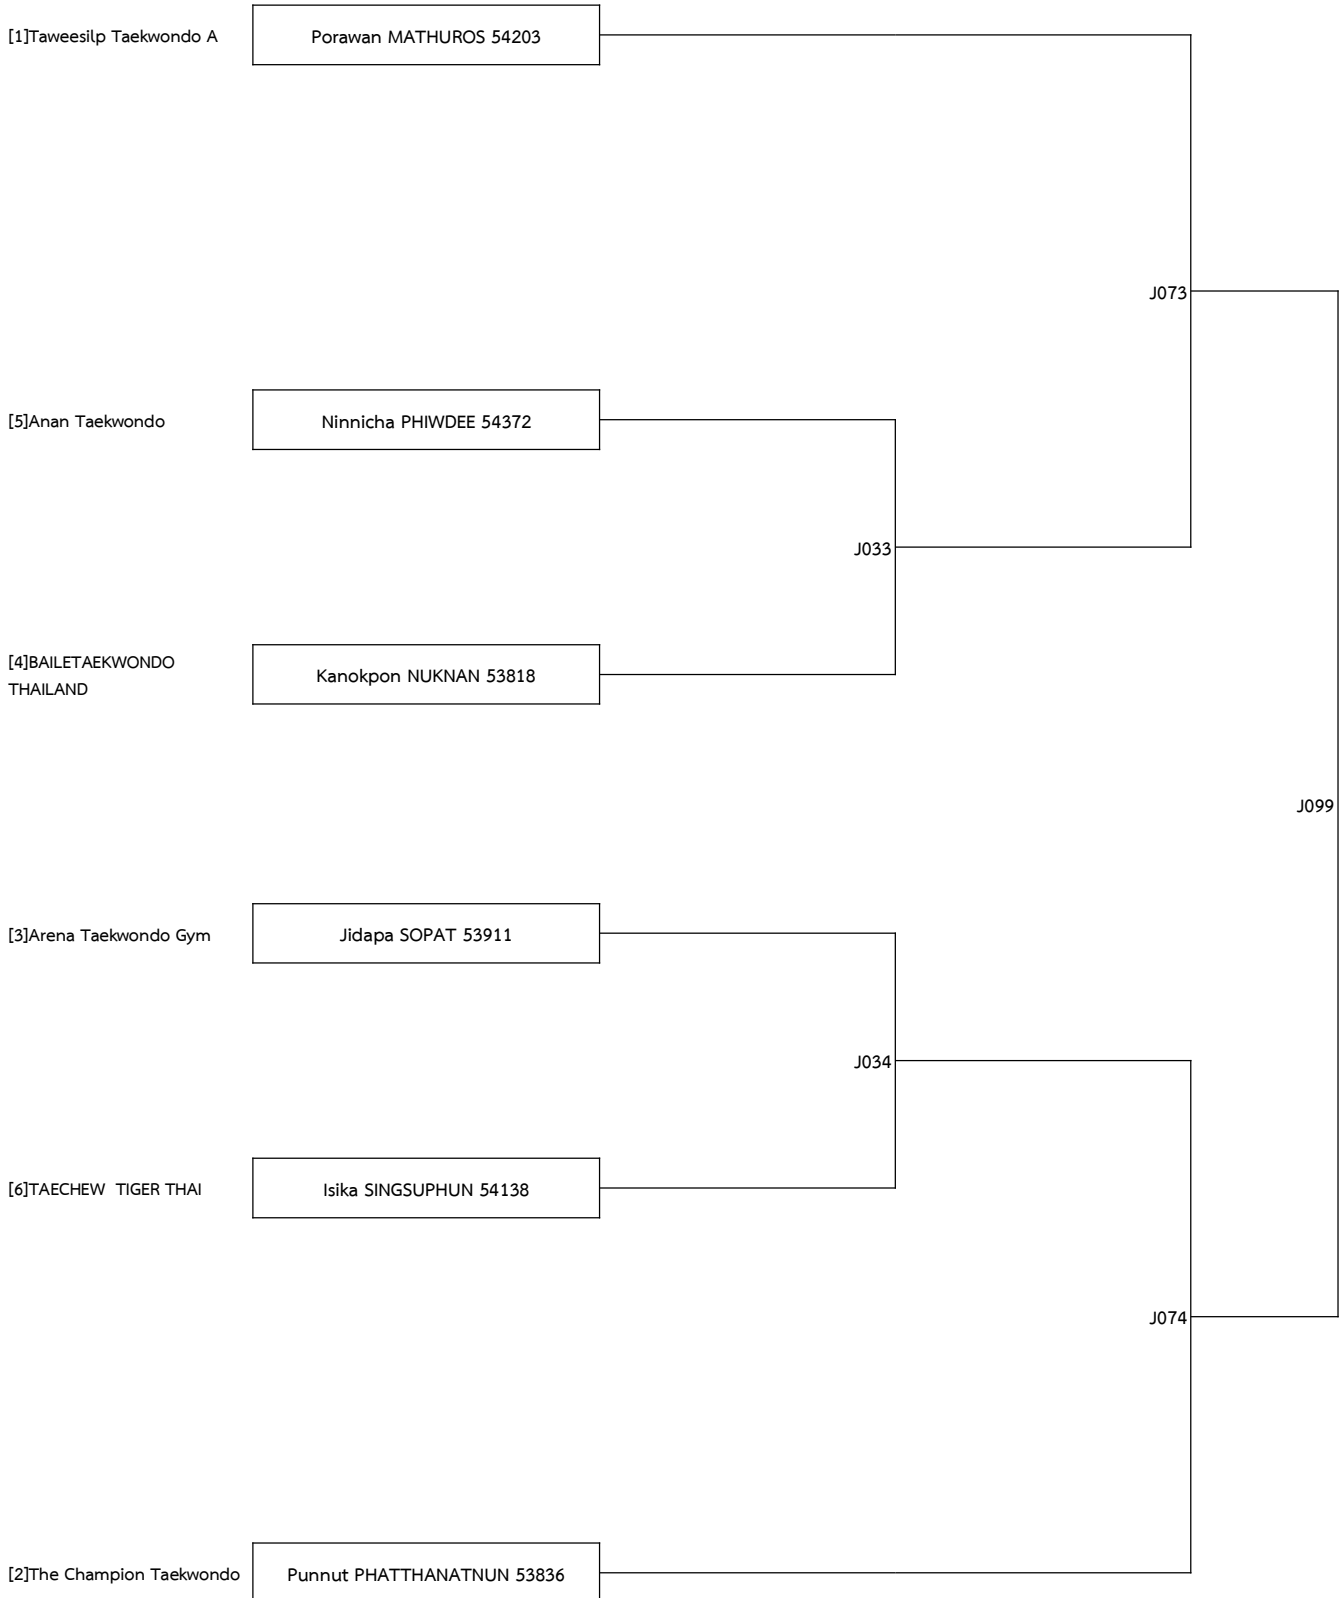 [1]Taweesilp Taekwondo A
Porawan MATHUROS 54203
J073
[5]Anan Taekwondo
Ninnicha PHIWDEE 54372
J033
[4]BAILETAEKWONDO
THAILAND
Kanokpon NUKNAN 53818
J099
[3]Arena Taekwondo Gym
Jidapa SOPAT 53911
J034
[6]TAECHEW  TIGER THAI
Isika SINGSUPHUN 54138
J074
[2]The Champion Taekwondo
Punnut PHATTHANATNUN 53836